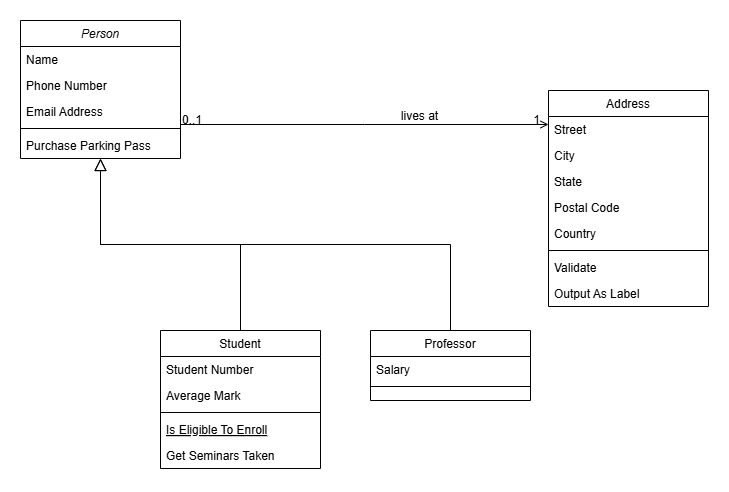 Person
Name
Phone Number
Email Address
Purchase Parking Pass
0..1
lives at
1
Address
Street
City
State
Postal Code
Country
Validate
Output As Label
Student
Student Number
Average Mark
Is Eligible To Enroll
Get Seminars Taken
Professor
Salary